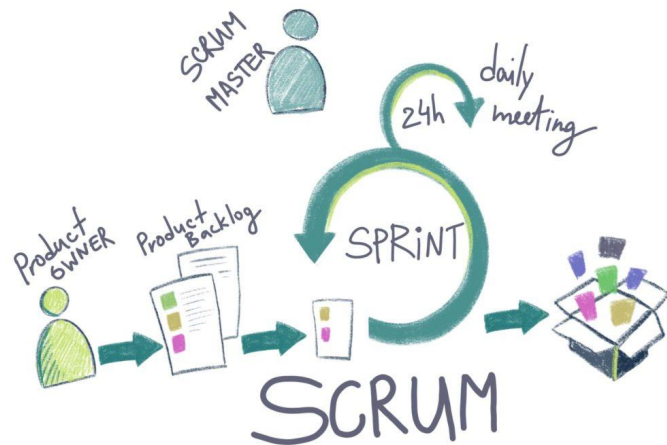 SCRUM
MASTER
daily
meeting
24h
SPRiNT
Product
OWNER
Product
Backlog
SCRUM